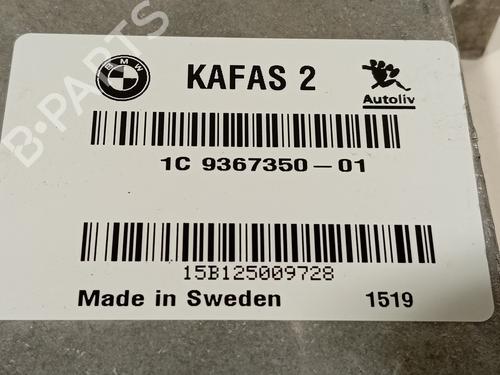 BMW
KAFAS 2
Autoliv
1C 9367350-01
15B125009728
Made in Sweden 1519
B-PARTS